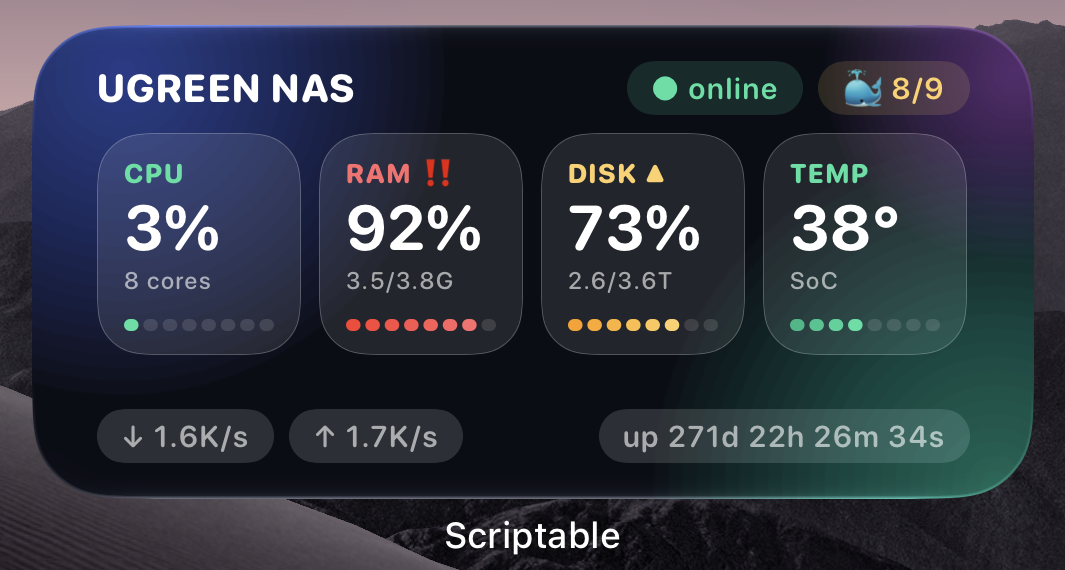 UGREEN NAS
online
🐳 8/9
CPU
3%
8 cores
RAM ‼️
92%
3.5/3.8G
DISK ▲
73%
2.6/3.6T
TEMP
38°
SoC
↓ 1.6K/s
↑ 1.7K/s
up 271d 22h 26m 34s
Scriptable